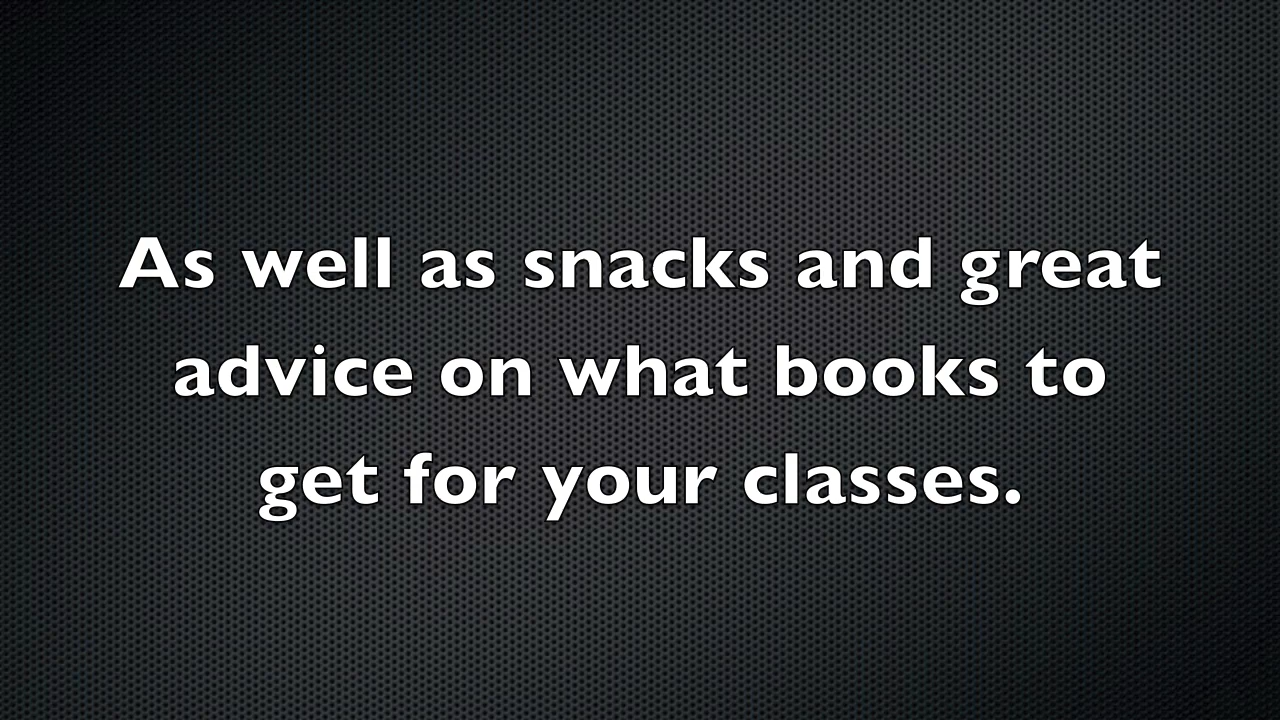 As well as snacks and great
advice on what books to
get for your classes.